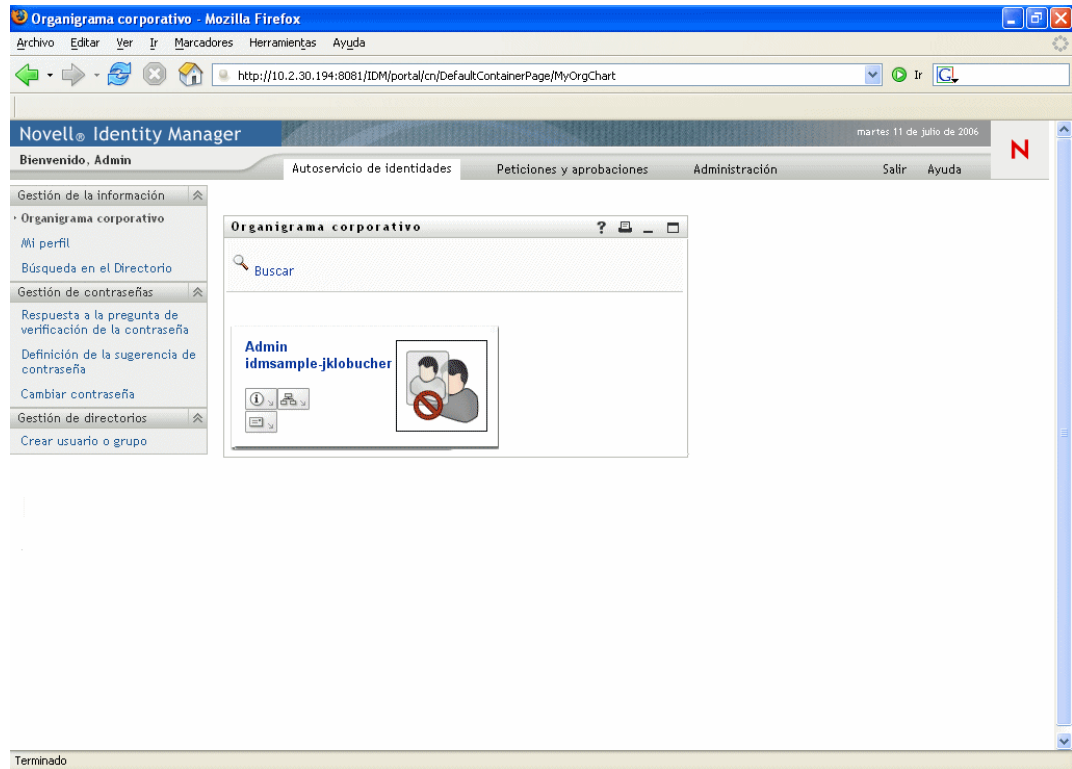 Organigrama corporativo - Mozilla Firefox
Archivo Editar Ver Ir Marcadores Herramientas Ayuda
http://10.2.30.194:8081/IDM/portal/cn/DefaultContainerPage/MyOrgChart Ir G
Novell® Identity Manager martes 11 de julio de 2006
N
Bienvenido, Admin
Autoservicio de identidades Peticiones y aprobaciones Administración Salir Ayuda
Gestión de la información
Organigrama corporativo
Mi perfil
Búsqueda en el Directorio
Gestión de contraseñas
Respuesta a la pregunta de
verificación de la contraseña
Definición de la sugerencia de
contraseña
Cambiar contraseña
Gestión de directorios
Crear usuario o grupo
Organigrama corporativo ?
Buscar
Admin
idmsample-jklobucher
Terminado